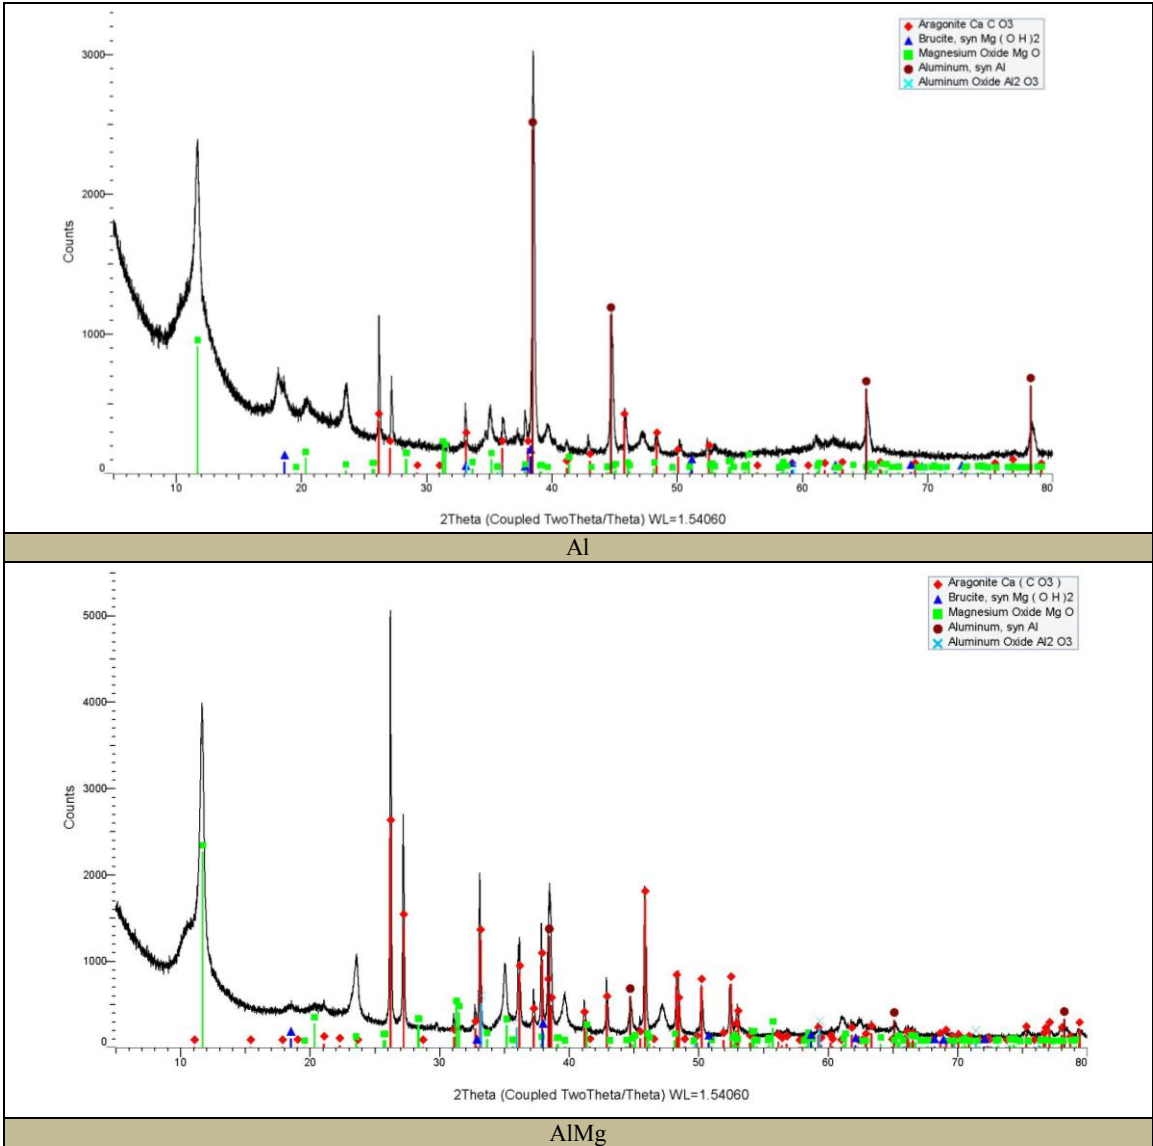 Aragonite Ca C O3
Brucite, syn Mg ( O H )2
Magnesium Oxide Mg O
Aluminum, syn Al
Aluminum Oxide Al2 O3
3000
2000
1000
0
Counts
10 20 30 40 50 60 70 80
2Theta (Coupled TwoTheta/Theta) WL=1.54060
Al
Aragonite Ca ( C O3 )
Brucite, syn Mg ( O H )2
Magnesium Oxide Mg O
Aluminum, syn Al
Aluminum Oxide Al2 O3
5000
4000
3000
2000
1000
0
Counts
20 30 40 50 60 70 80
2Theta (Coupled TwoTheta/Theta) WL=1.54060
AlMg